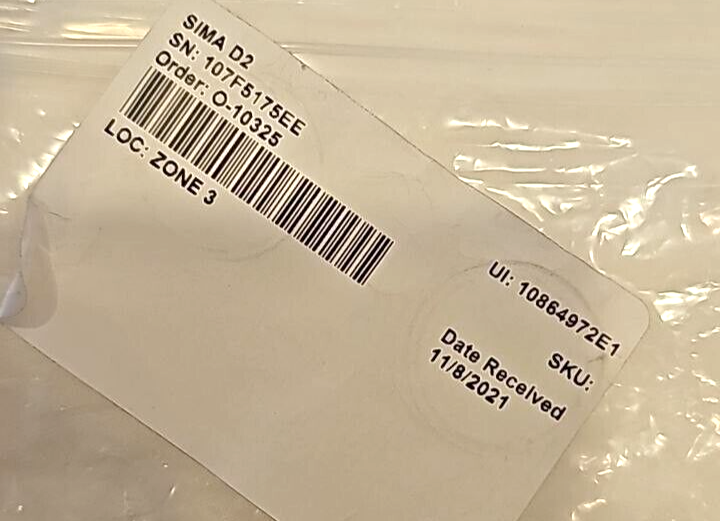 SIMA D2
SN: 107F5175EE
Order: O-10325
LOC: ZONE 3
UI: 10864972E1
SKU:
Date Received
11/8/2021